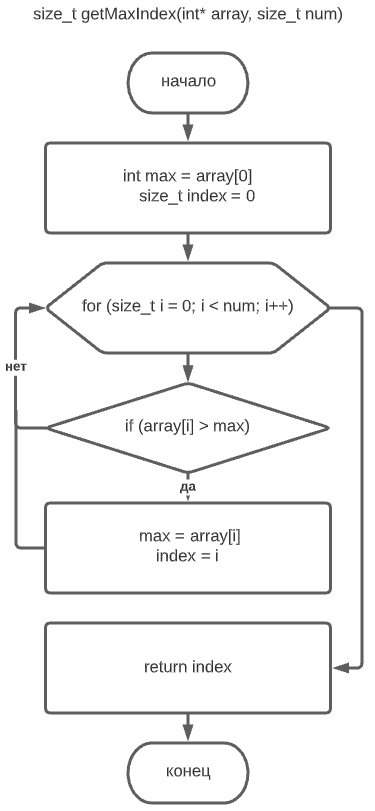 size_t getMaxIndex(int* array, size_t num)
начало
int max = array[0]
size_t index = 0
for (size_t i = 0; i < num; i++)
нет
if (array[i] > max)
да
max = array[i]
index = i
return index
конец